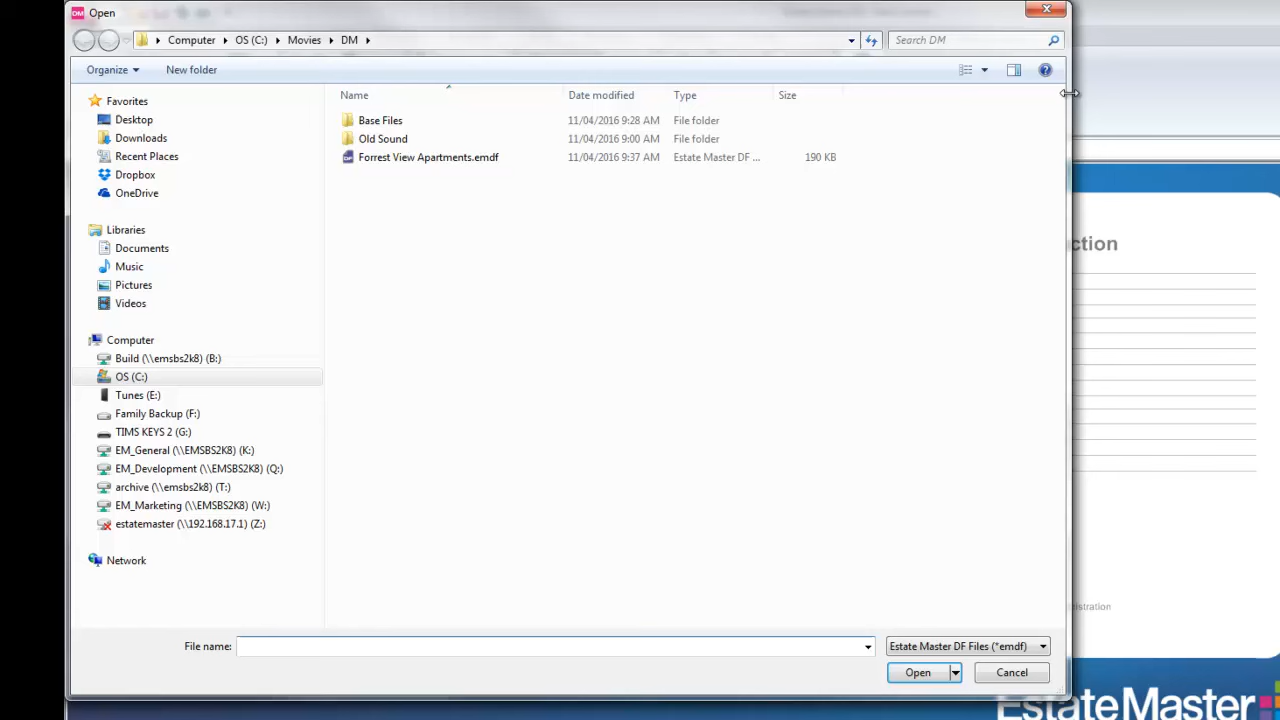 DM Open
Computer OS (C:) Movies DM Search DM
Organize New folder
Favorites
Desktop
Downloads
Recent Places
Dropbox
OneDrive
Libraries
Documents
Music
Pictures
Videos
Computer
Build (\\emsbs2k8) (B:)
OS (C:)
Tunes (E:)
Family Backup (F:)
TIMS KEYS 2 (G:)
EM_General (\\EMSBS2K8) (K:)
EM_Development (\\EMSBS2K8) (Q:)
archive (\\emsbs2k8) (T:)
EM_Marketing (\\EMSBS2K8) (W:)
estatemaster (\\192.168.17.1) (Z:)
Network
Name Date modified Type Size
Base Files 11/04/2016 9:28 AM File folder
Old Sound 11/04/2016 9:00 AM File folder
Forrest View Apartments.emdf 11/04/2016 9:37 AM Estate Master DF ... 190 KB
ction
istration
File name: Estate Master DF Files (*emdf)
Open Cancel
EstateMaster